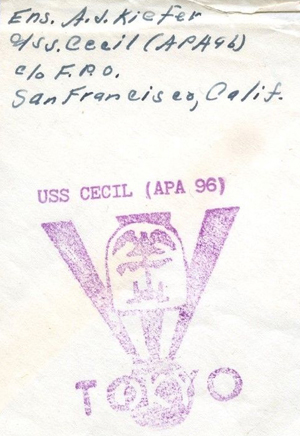 Ens. A. J. Kiefer
USS. Cecil (APA96)
c/o F.P.O.
San Francisco, Calif.
USS CECIL (APA 96)
TOKYO